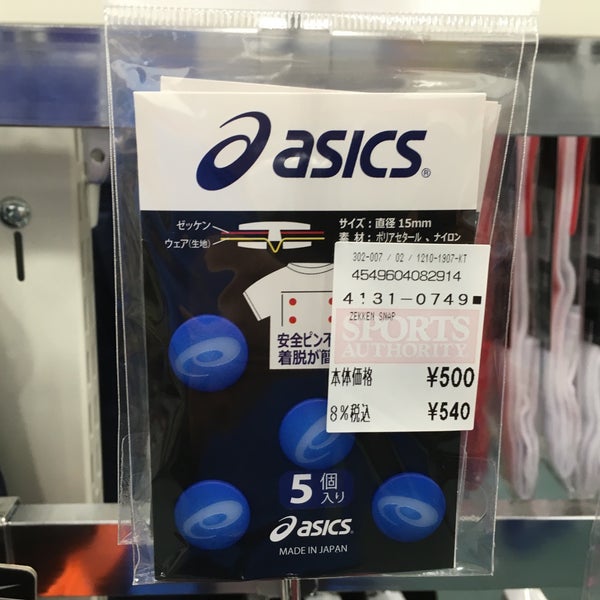 asics®
ゼッケン
ウェア(生地)
サイズ：直径15mm
素 材：ポリアセタール 、ナイロン
302-007 / 02 / 1210-1907-KT
4549604082914
4131-0749■
ZEKKEN SNAP
SPORTS
AUTHORITY
安全ピン不
着脱が簡
本体価格 ¥500
8%税込 ¥540
5個
入り
asics
MADE IN JAPAN